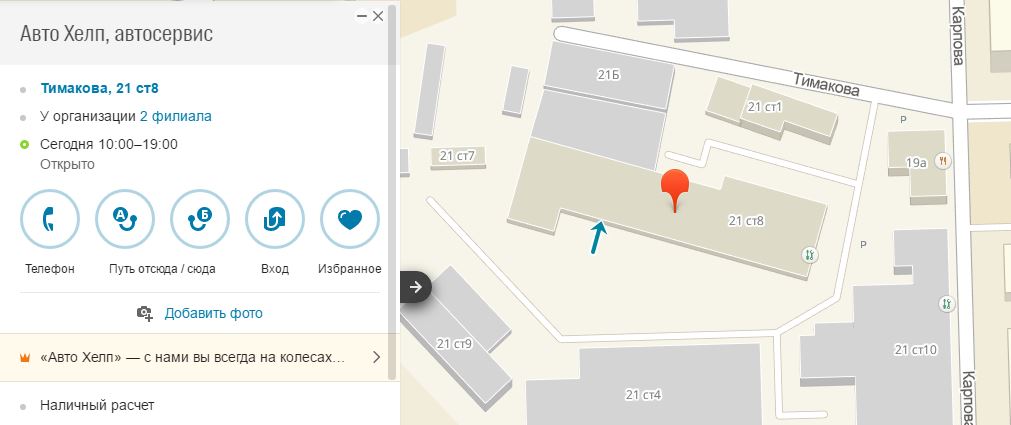 Авто Хелп, автосервис
Тимакова, 21 ст8
У организации 2 филиала
Сегодня 10:00–19:00
Открыто
А
Б
Телефон
Путь отсюда / сюда
Вход
Избранное
Добавить фото
«Авто Хелп» — с нами вы всегда на колесах…
Наличный расчет
Карпова
21Б
Тимакова
21 ст1
P
21 ст7
19а
21 ст8
P
21 ст9
21 ст10
21 ст4
Карпова